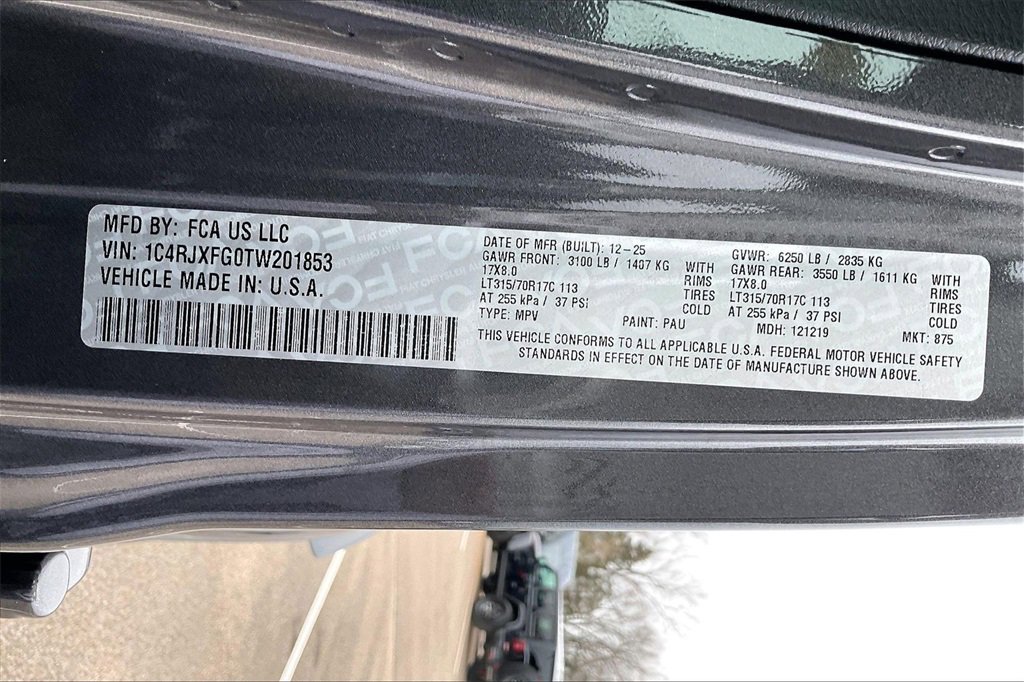 MFD BY: FCA US LLC
VIN: 1C4RJXFG0TW201853
VEHICLE MADE IN: U.S.A.
DATE OF MFR (BUILT): 12-25
GAWR FRONT: 3100 LB / 1407 KG WITH
17X8.0 RIMS
LT315/70R17C 113 TIRES
AT 255 kPa / 37 PSI COLD
TYPE: MPV PAINT: PAU
GVWR: 6250 LB / 2835 KG
GAWR REAR: 3550 LB / 1611 KG WITH
17X8.0 RIMS
LT315/70R17C 113 TIRES
AT 255 kPa / 37 PSI COLD
MDH: 121219 MKT: 875
THIS VEHICLE CONFORMS TO ALL APPLICABLE U.S.A. FEDERAL MOTOR VEHICLE SAFETY
STANDARDS IN EFFECT ON THE DATE OF MANUFACTURE SHOWN ABOVE.